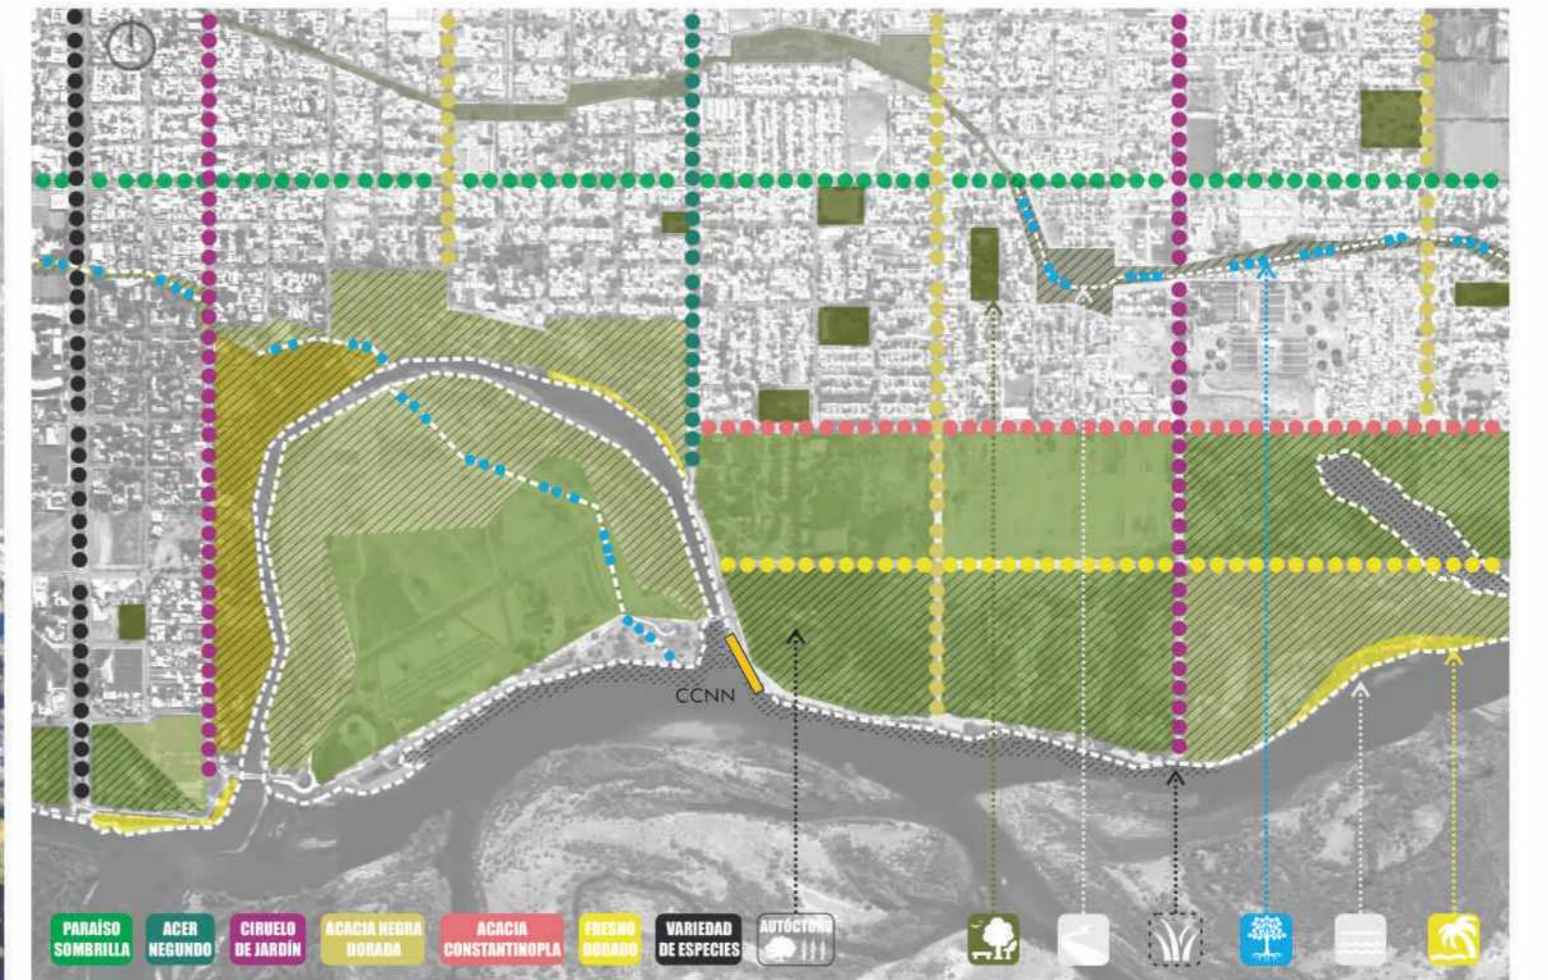 CCNN
PARAÍSO
SOMBRILLA
ACER
NEGUNDO
CIRUELO
DE JARDÍN
ACACIA NEGRA
DORADA
ACACIA
CONSTANTINOPLA
FRESNO
DORADO
VARIEDAD
DE ESPECIES
AUTÓCTONO